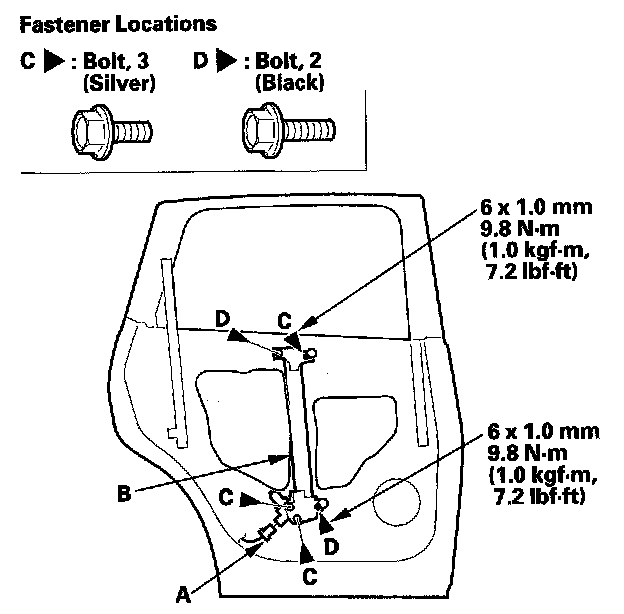 Fastener Locations
C ▶ : Bolt, 3
(Silver)
D ▶ : Bolt, 2
(Black)
6 x 1.0 mm
9.8 N·m
(1.0 kgf·m,
7.2 lbf·ft)
D
C
6 x 1.0 mm
9.8 N·m
(1.0 kgf·m,
7.2 lbf·ft)
B
C
D
C
A